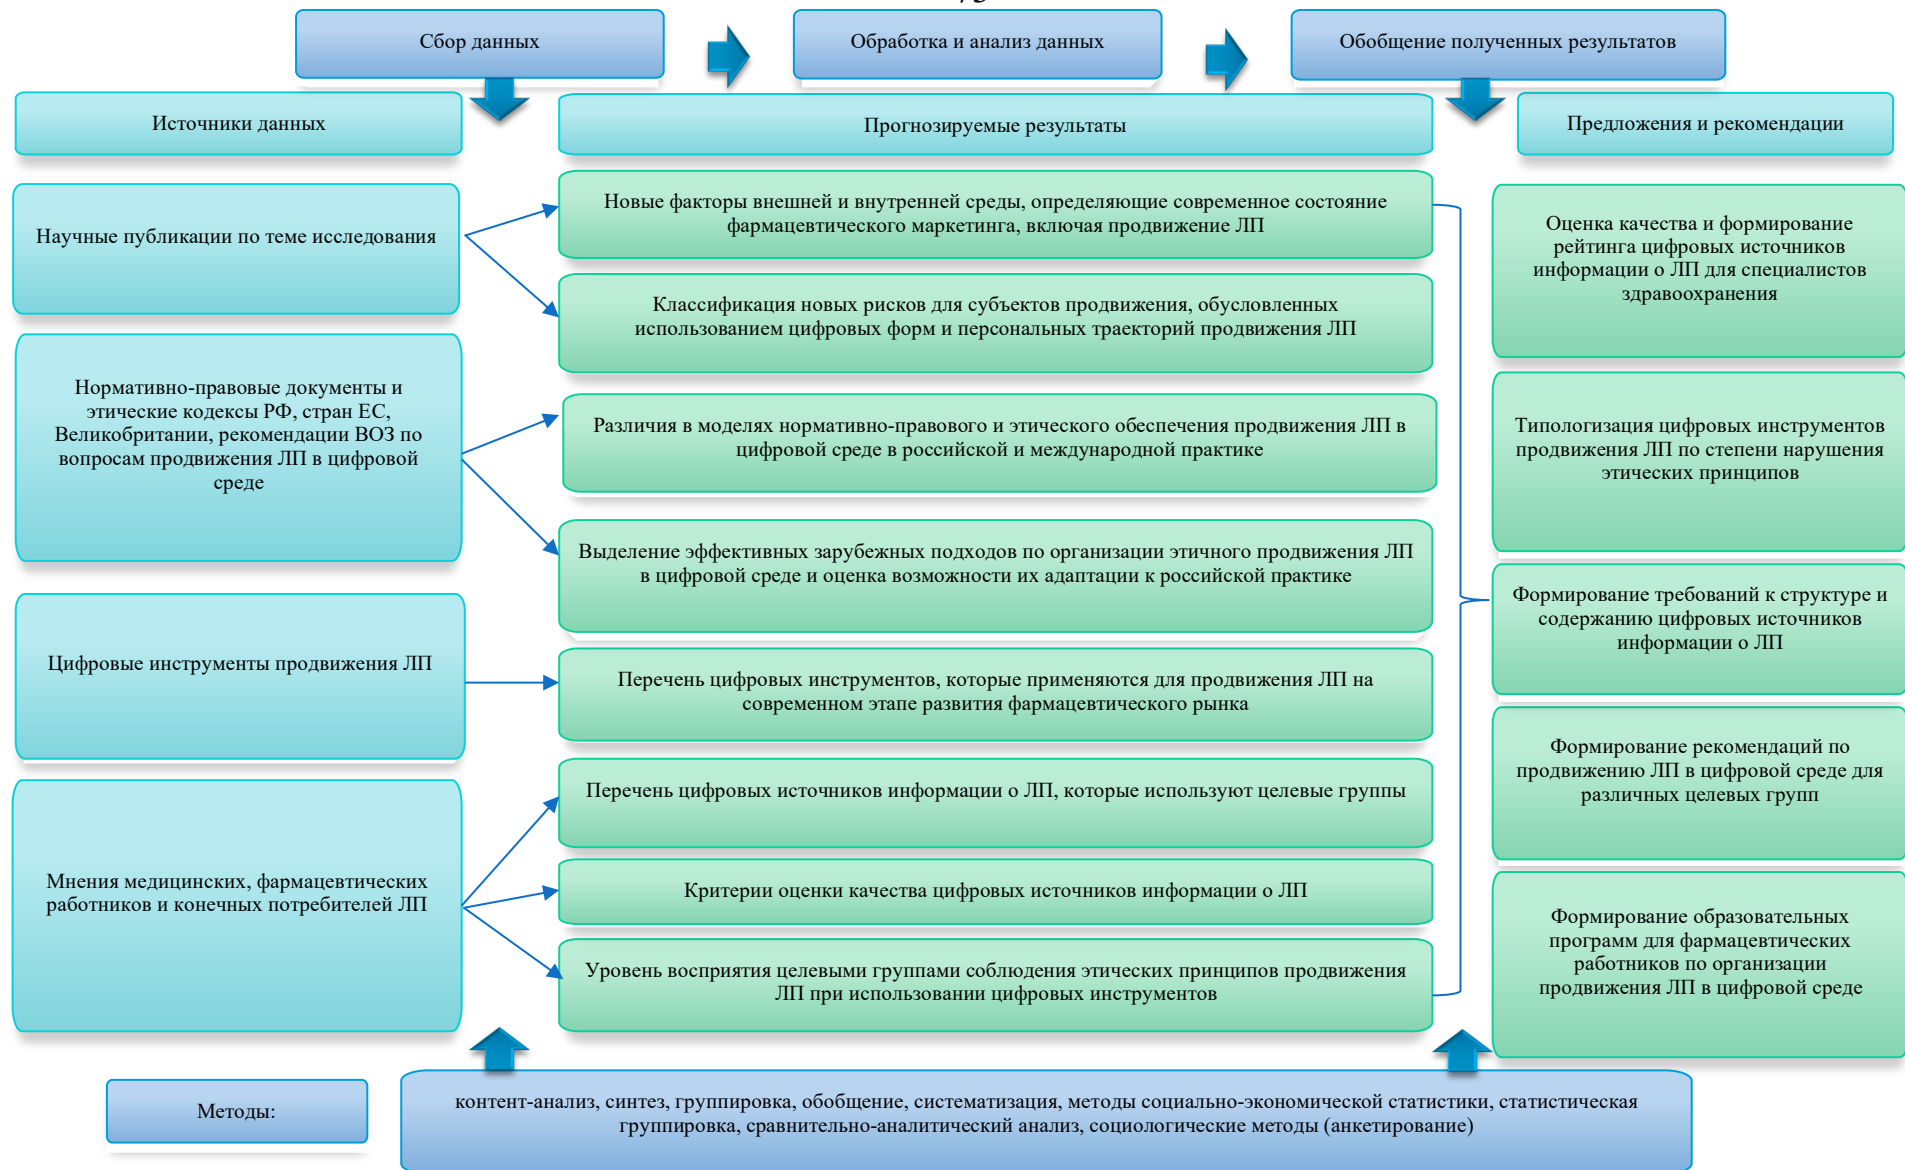 Сбор данных
Обработка и анализ данных
Обобщение полученных результатов
Источники данных
Прогнозируемые результаты
Предложения и рекомендации
Научные публикации по теме исследования
Нормативно-правовые документы и
этические кодексы РФ, стран ЕС,
Великобритании, рекомендации ВОЗ по
вопросам продвижения ЛП в цифровой
среде
Цифровые инструменты продвижения ЛП
Мнения медицинских, фармацевтических
работников и конечных потребителей ЛП
Новые факторы внешней и внутренней среды, определяющие современное состояние
фармацевтического маркетинга, включая продвижение ЛП
Классификация новых рисков для субъектов продвижения, обусловленных
использованием цифровых форм и персональных траекторий продвижения ЛП
Различия в моделях нормативно-правового и этического обеспечения продвижения ЛП в
цифровой среде в российской и международной практике
Выделение эффективных зарубежных подходов по организации этичного продвижения ЛП
в цифровой среде и оценка возможности их адаптации к российской практике
Перечень цифровых инструментов, которые применяются для продвижения ЛП на
современном этапе развития фармацевтического рынка
Перечень цифровых источников информации о ЛП, которые используют целевые группы
Критерии оценки качества цифровых источников информации о ЛП
Уровень восприятия целевыми группами соблюдения этических принципов продвижения
ЛП при использовании цифровых инструментов
Оценка качества и формирование
рейтинга цифровых источников
информации о ЛП для специалистов
здравоохранения
Типологизация цифровых инструментов
продвижения ЛП по степени нарушения
этических принципов
Формирование требований к структуре и
содержанию цифровых источников
информации о ЛП
Формирование рекомендаций по
продвижению ЛП в цифровой среде для
различных целевых групп
Формирование образовательных
программ для фармацевтических
работников по организации
продвижения ЛП в цифровой среде
Методы:
контент-анализ, синтез, группировка, обобщение, систематизация, методы социально-экономической статистики, статистическая
группировка, сравнительно-аналитический анализ, социологические методы (анкетирование)